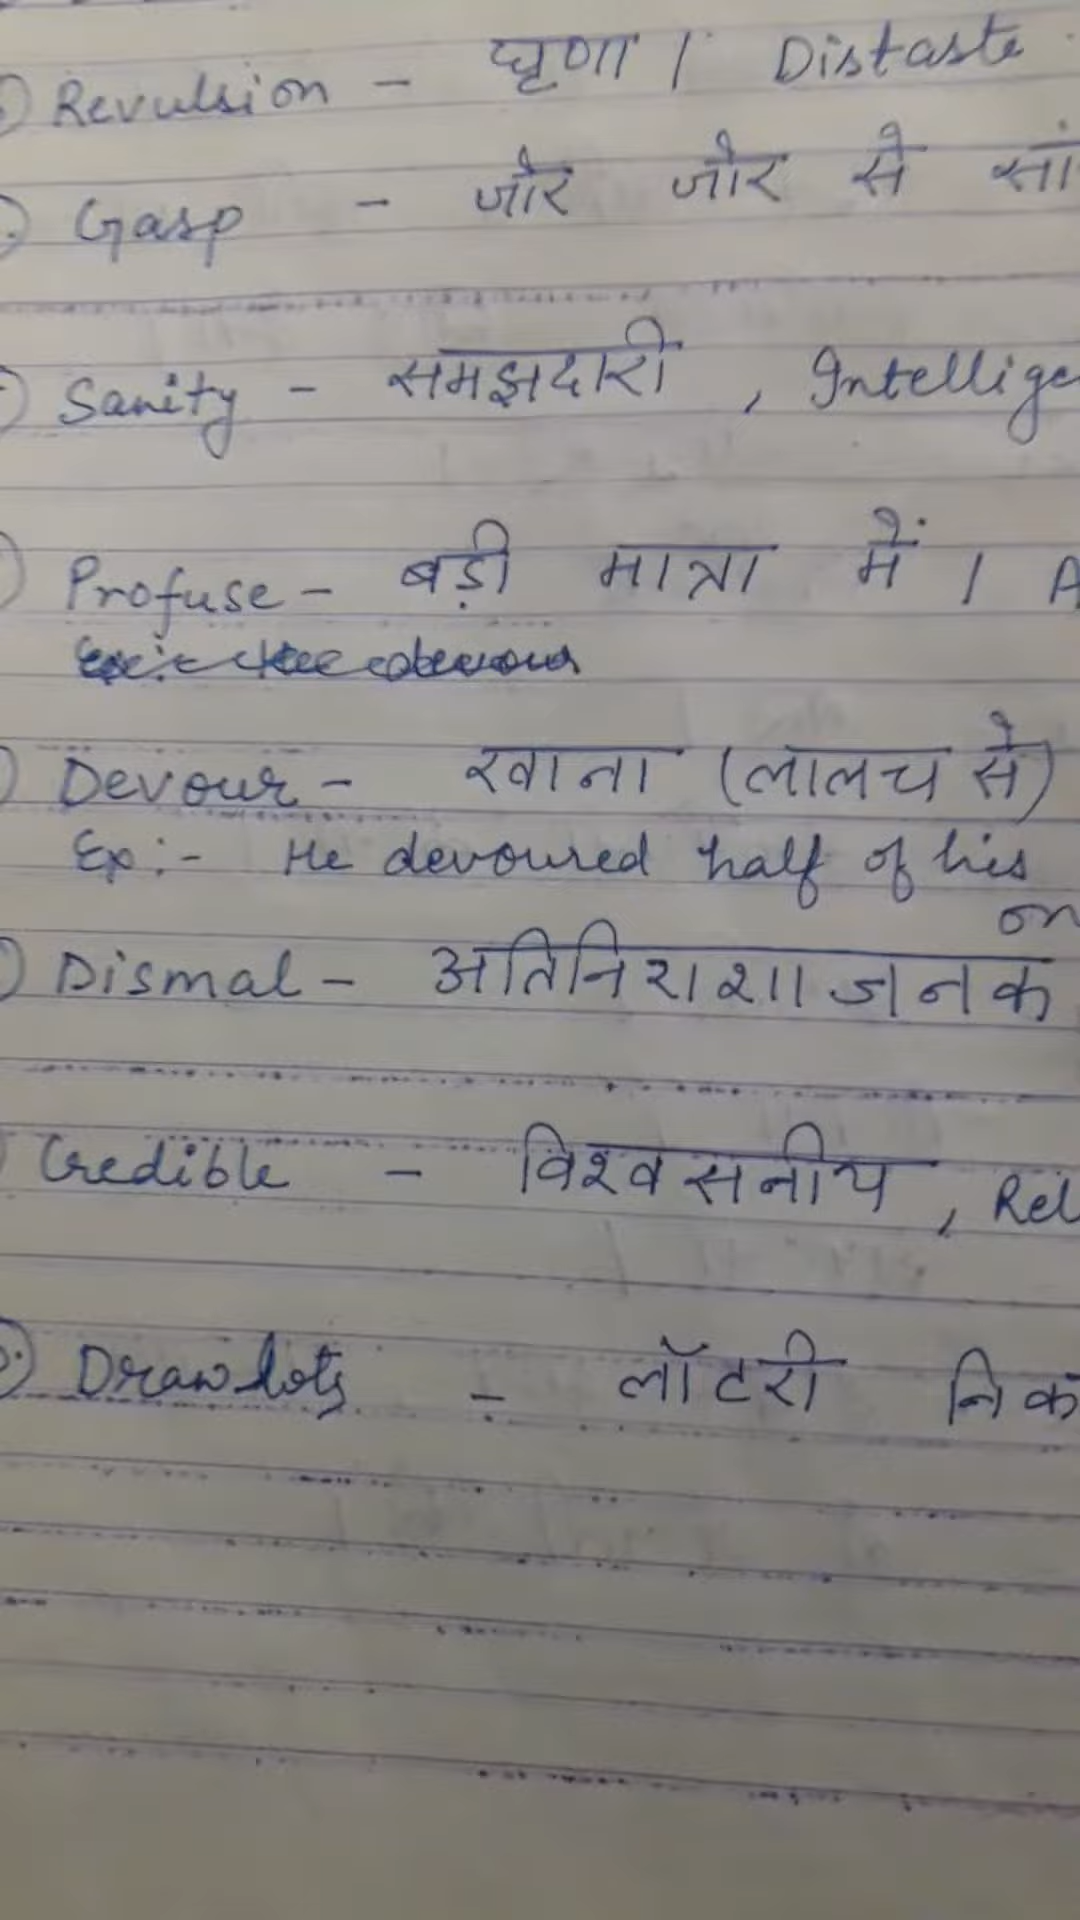 Revulsion - घृणा । Distaste
Gasp - जोर जोर से सां
Sanity - समझदारी , Intellige
Profuse - बड़ी मात्रा में । A
Devour - खाना (लालच से)
Ex :- He devoured half of his
on
Dismal - अतिनिराशाजनक
Credible - विश्वसनीय , Rel
Draw lots - लॉटरी निक